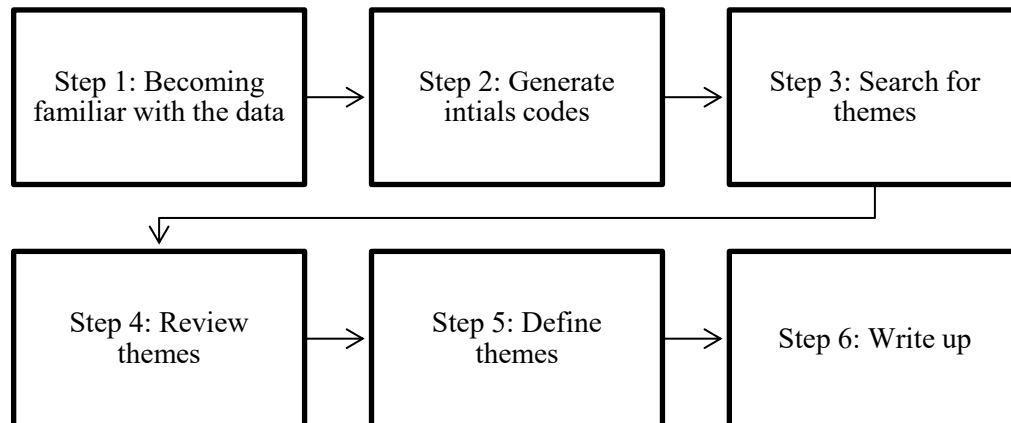 Step 1: Becoming
familiar with the data
Step 2: Generate
intials codes
Step 3: Search for
themes
Step 4: Review
themes
Step 5: Define
themes
Step 6: Write up